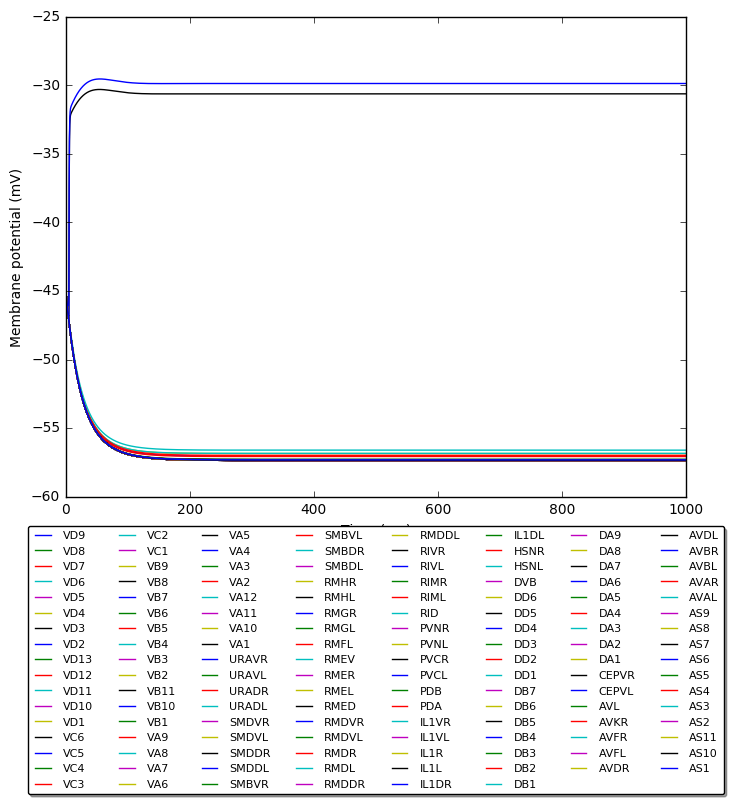 −25
−30
−35
−40
−45
−50
−55
−60
Membrane potential (mV)
0 200 400 600 800 1000
VD9 VC2 VA5 SMBVL RMDDL IL1DL DA9 AVDL
VD8 VC1 VA4 SMBDR RIVR HSNR DA8 AVBR
VD7 VB9 VA3 SMBDL RIVL HSNL DA7 AVBL
VD6 VB8 VA2 RMHR RIMR DVB DA6 AVAR
VD5 VB7 VA12 RMHL RIML DD6 DA5 AVAL
VD4 VB6 VA11 RMGR RID DD5 DA4 AS9
VD3 VB5 VA10 RMGL PVNR DD4 DA3 AS8
VD2 VB4 VA1 RMFL PVNL DD3 DA2 AS7
VD13 VB3 URAVR RMEV PVCR DD2 DA1 AS6
VD12 VB2 URAVL RMER PVCL DD1 CEPVR AS5
VD11 VB11 URADR RMEL PDB DB7 CEPVL AS4
VD10 VB10 URADL RMED PDA DB6 AVL AS3
VD1 VB1 SMDVR RMDVR IL1VR DB5 AVKR AS2
VC6 VA9 SMDVL RMDVL IL1VL DB4 AVFR AS11
VC5 VA8 SMDDR RMDR IL1R DB3 AVFL AS10
VC4 VA7 SMDDL RMDL IL1L DB2 AVDR AS1
VC3 VA6 SMBVR RMDDR IL1DR DB1